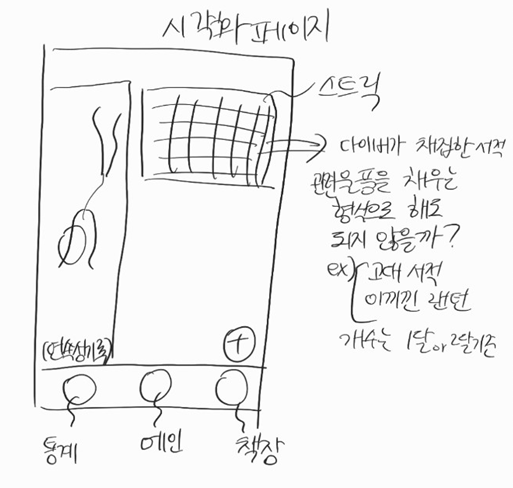 시각화 페이지
스트릭
다이버가 채집한 서적
관련물품을 채우는
형식으로 해도
되지 않을까?
ex) 고대 서적
이끼낀 랜턴
개수는 1달 or 2달기준
(연속성기록)
+
통계 메인 책장